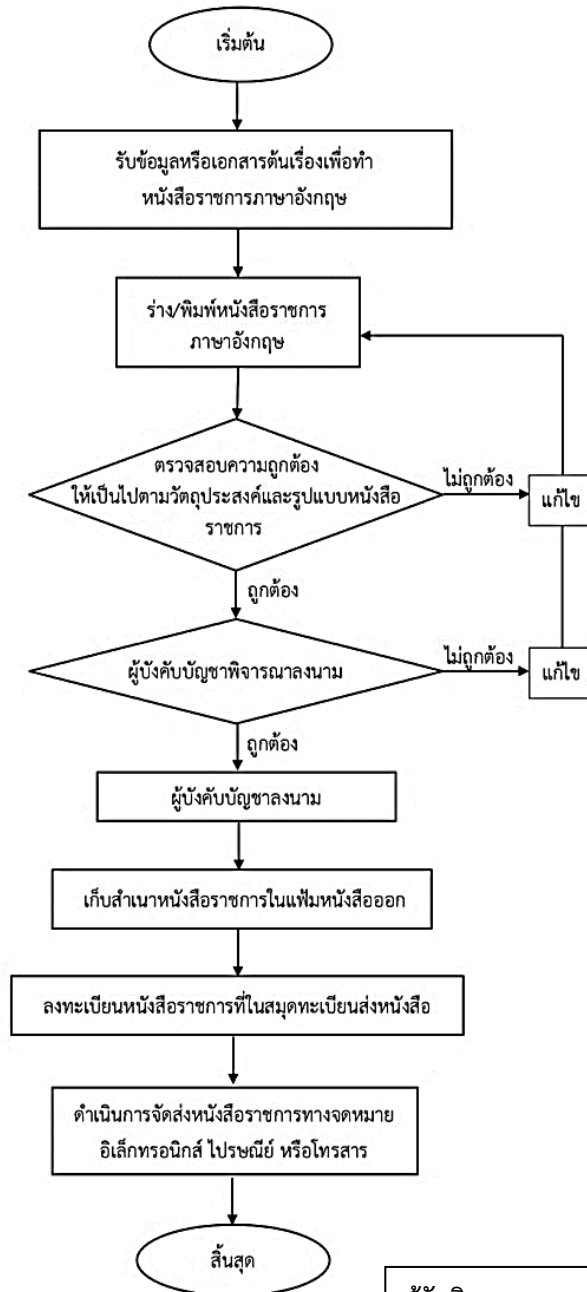 เริ่มต้น
รับข้อมูลหรือเอกสารต้นเรื่องเพื่อทำ
หนังสือราชการภาษาอังกฤษ
ร่าง/พิมพ์หนังสือราชการ
ภาษาอังกฤษ
ตรวจสอบความถูกต้อง
ให้เป็นไปตามวัตถุประสงค์และรูปแบบหนังสือ
ราชการ
ไม่ถูกต้อง
แก้ไข
ถูกต้อง
ผู้บังคับบัญชาพิจารณาลงนาม
ไม่ถูกต้อง
แก้ไข
ถูกต้อง
ผู้บังคับบัญชาลงนาม
เก็บสำเนาหนังสือราชการในแฟ้มหนังสือออก
ลงทะเบียนหนังสือราชการที่ในสมุดทะเบียนส่งหนังสือ
ดำเนินการจัดส่งหนังสือราชการทางจดหมาย
อิเล็กทรอนิกส์ ไปรษณีย์ หรือโทรสาร
สิ้นสุด